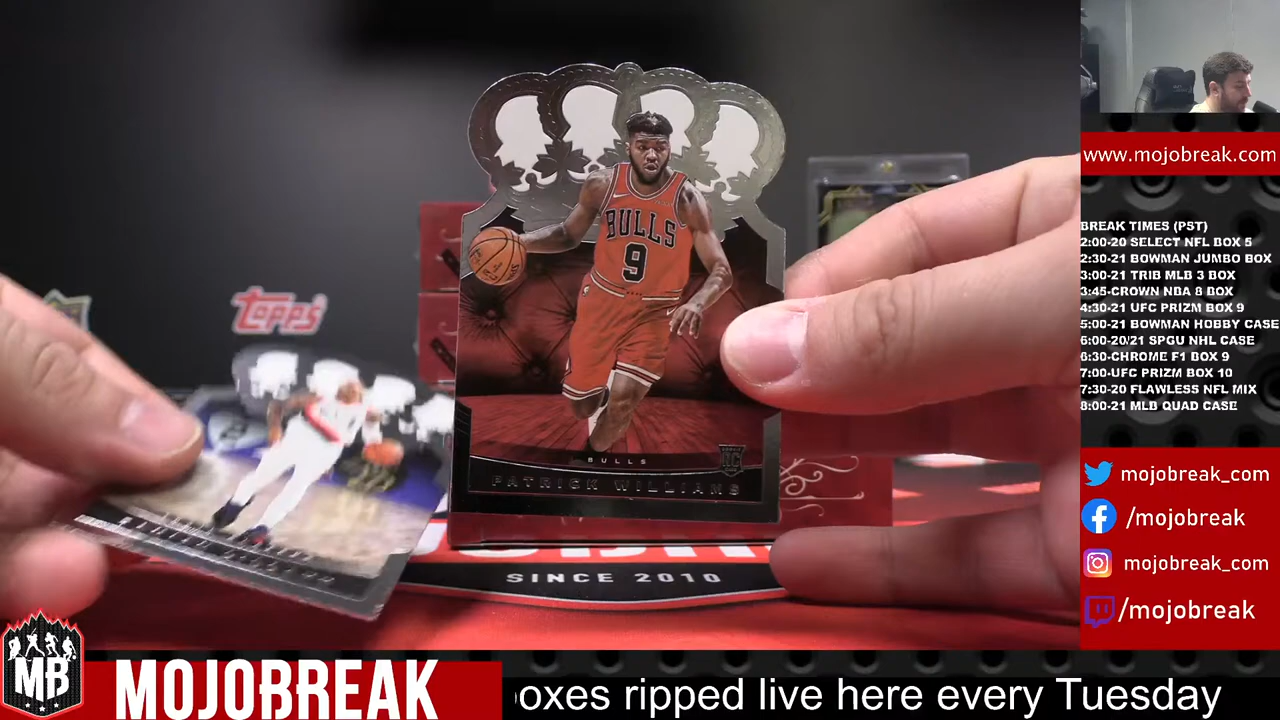 www.mojobreak.com
BREAK TIMES (PST)
2:00-20 SELECT NFL BOX 5
2:30-21 BOWMAN JUMBO BOX
3:00-21 TRIB MLB 3 BOX
3:45-CROWN NBA 8 BOX
4:30-21 UFC PRIZM BOX 9
5:00-21 BOWMAN HOBBY CASE
6:00-20/21 SPGU NHL CASE
6:30-CHROME F1 BOX 9
7:00-UFC PRIZM BOX 10
7:30-20 FLAWLESS NFL MIX
8:00-21 MLB QUAD CASE
mojobreak_com
/mojobreak
mojobreak_com
/mojobreak
topps
BULLS
9
BULLS
RC
PATRICK WILLIAMS
SINCE 2010
MB
MOJOBREAK
oxes ripped live here every Tuesday